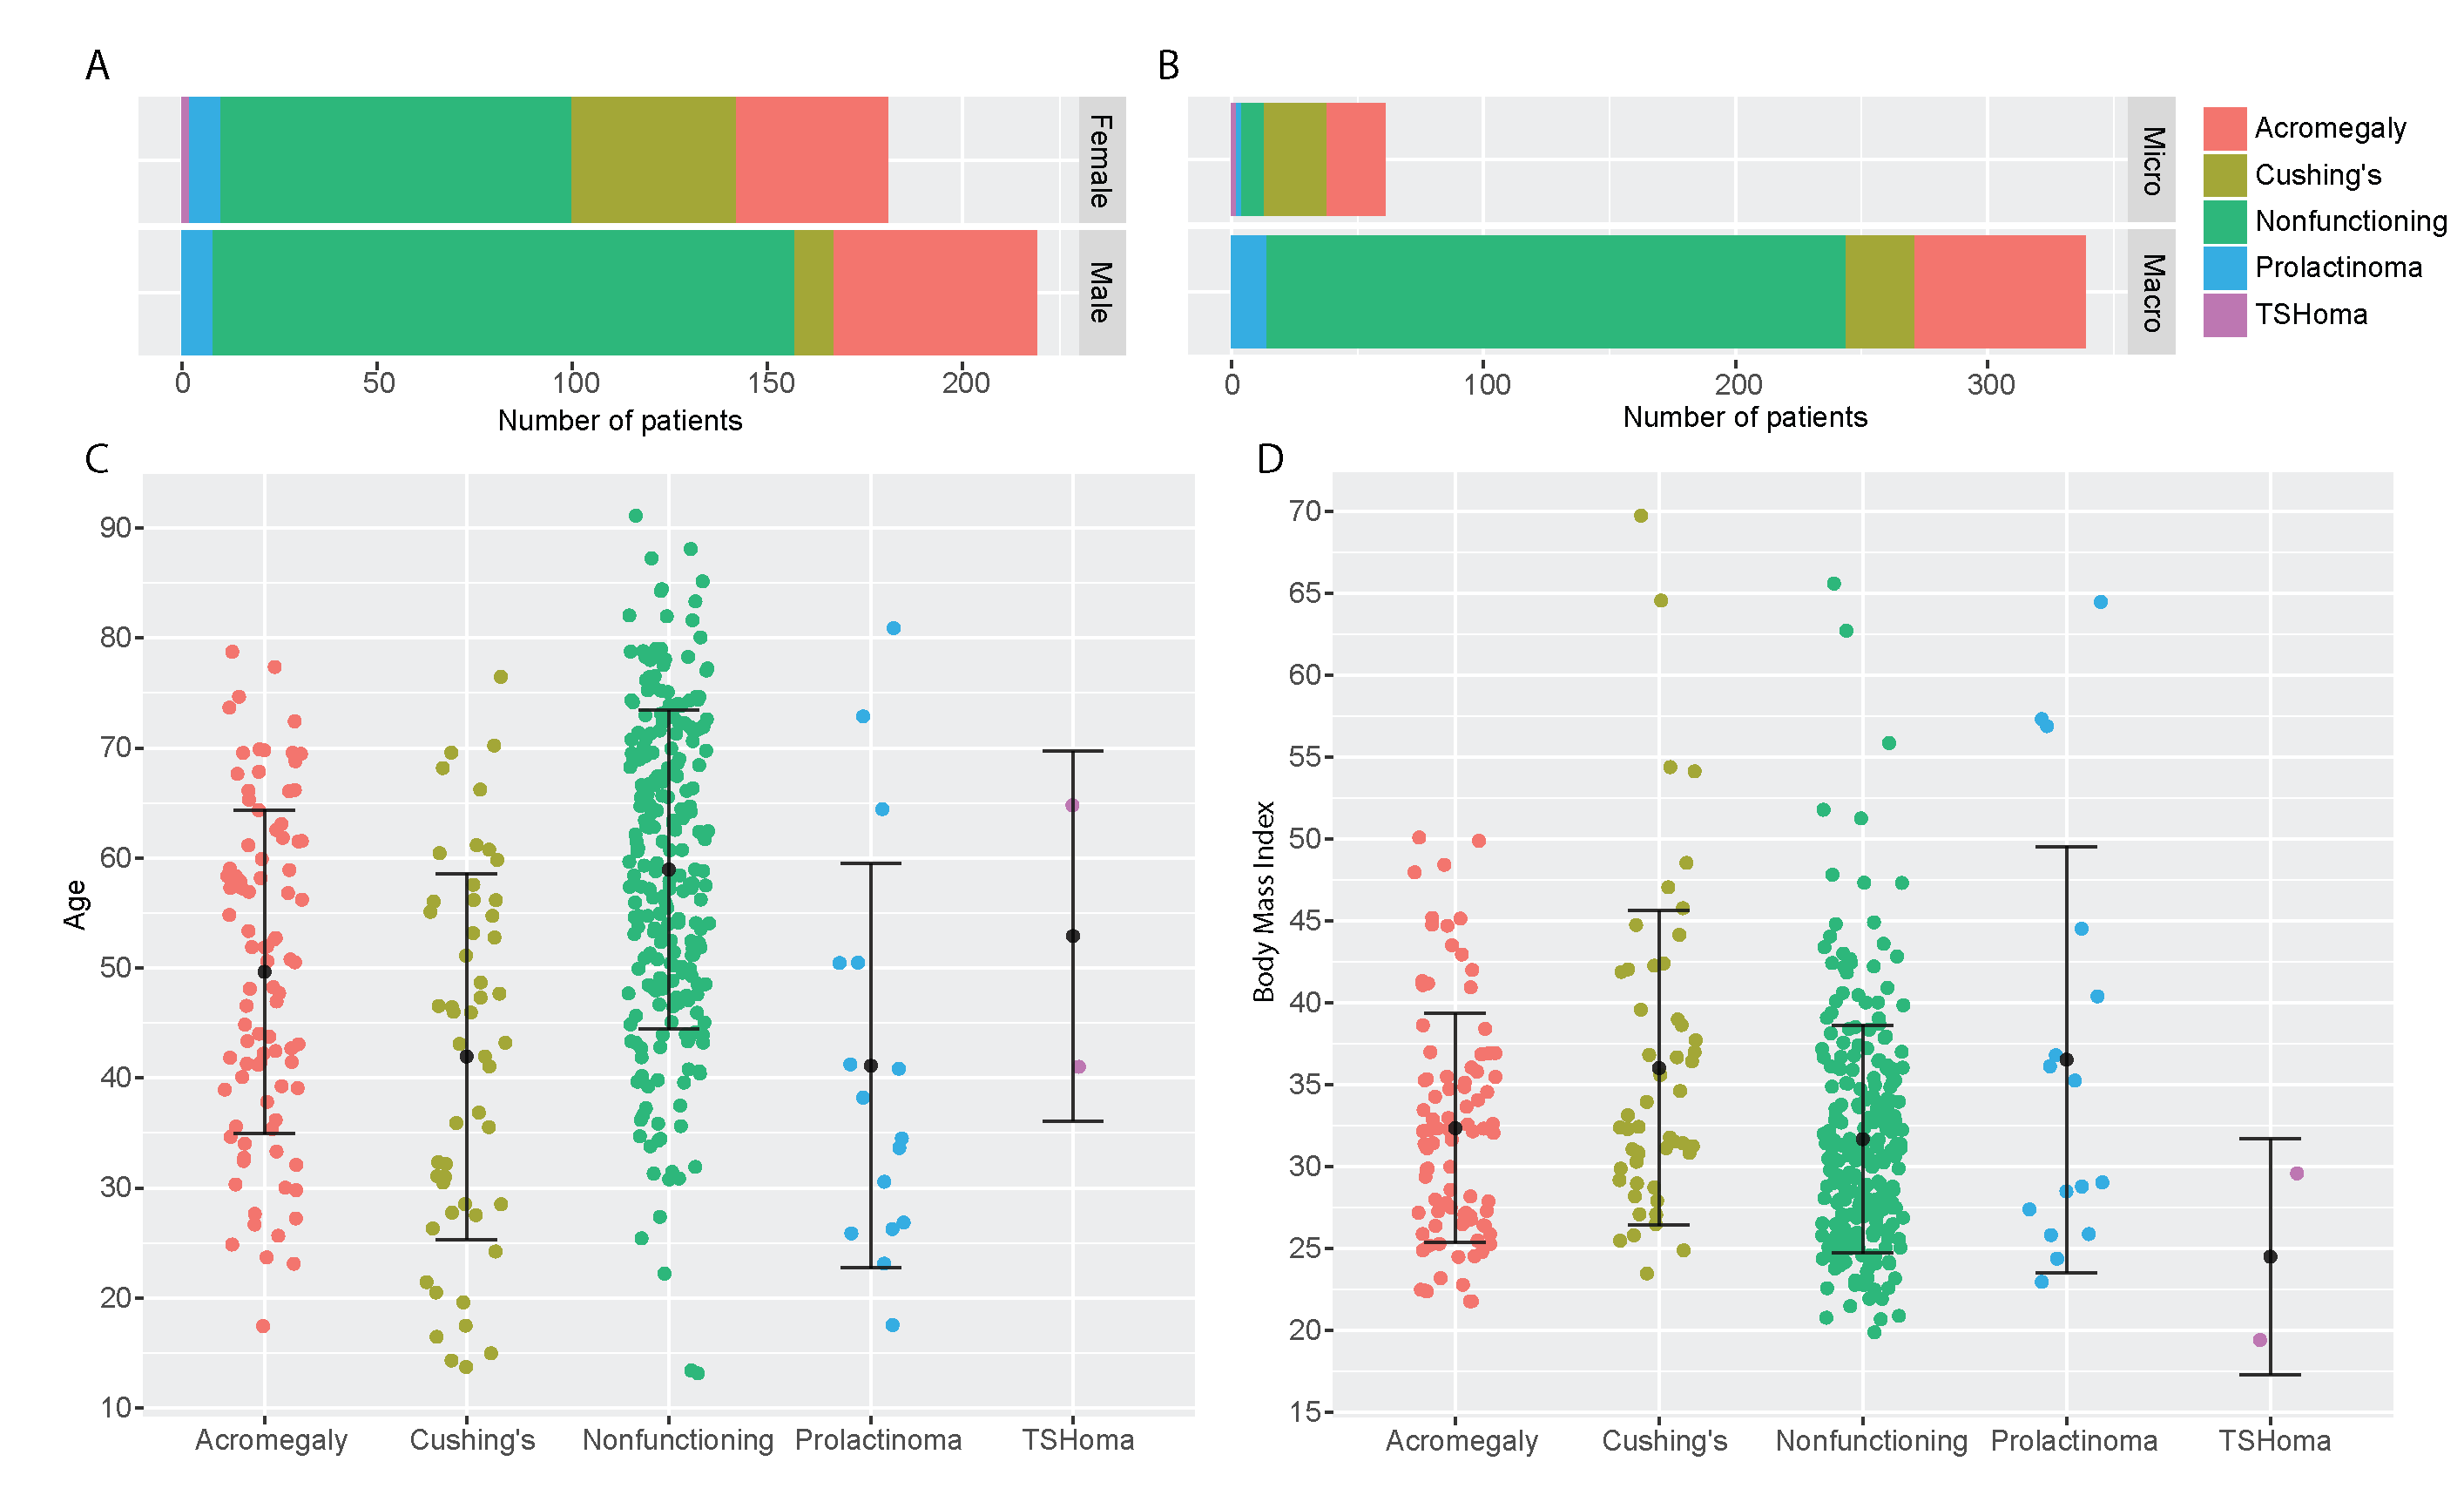 A
Female
Male
0 50 100 150 200
Number of patients
B
Micro
Macro
0 100 200 300
Number of patients
Acromegaly
Cushing's
Nonfunctioning
Prolactinoma
TSHoma
C
Age
90
80
70
60
50
40
30
20
10
Acromegaly Cushing's Nonfunctioning Prolactinoma TSHoma
D
Body Mass Index
70
65
60
55
50
45
40
35
30
25
20
15
Acromegaly Cushing's Nonfunctioning Prolactinoma TSHoma